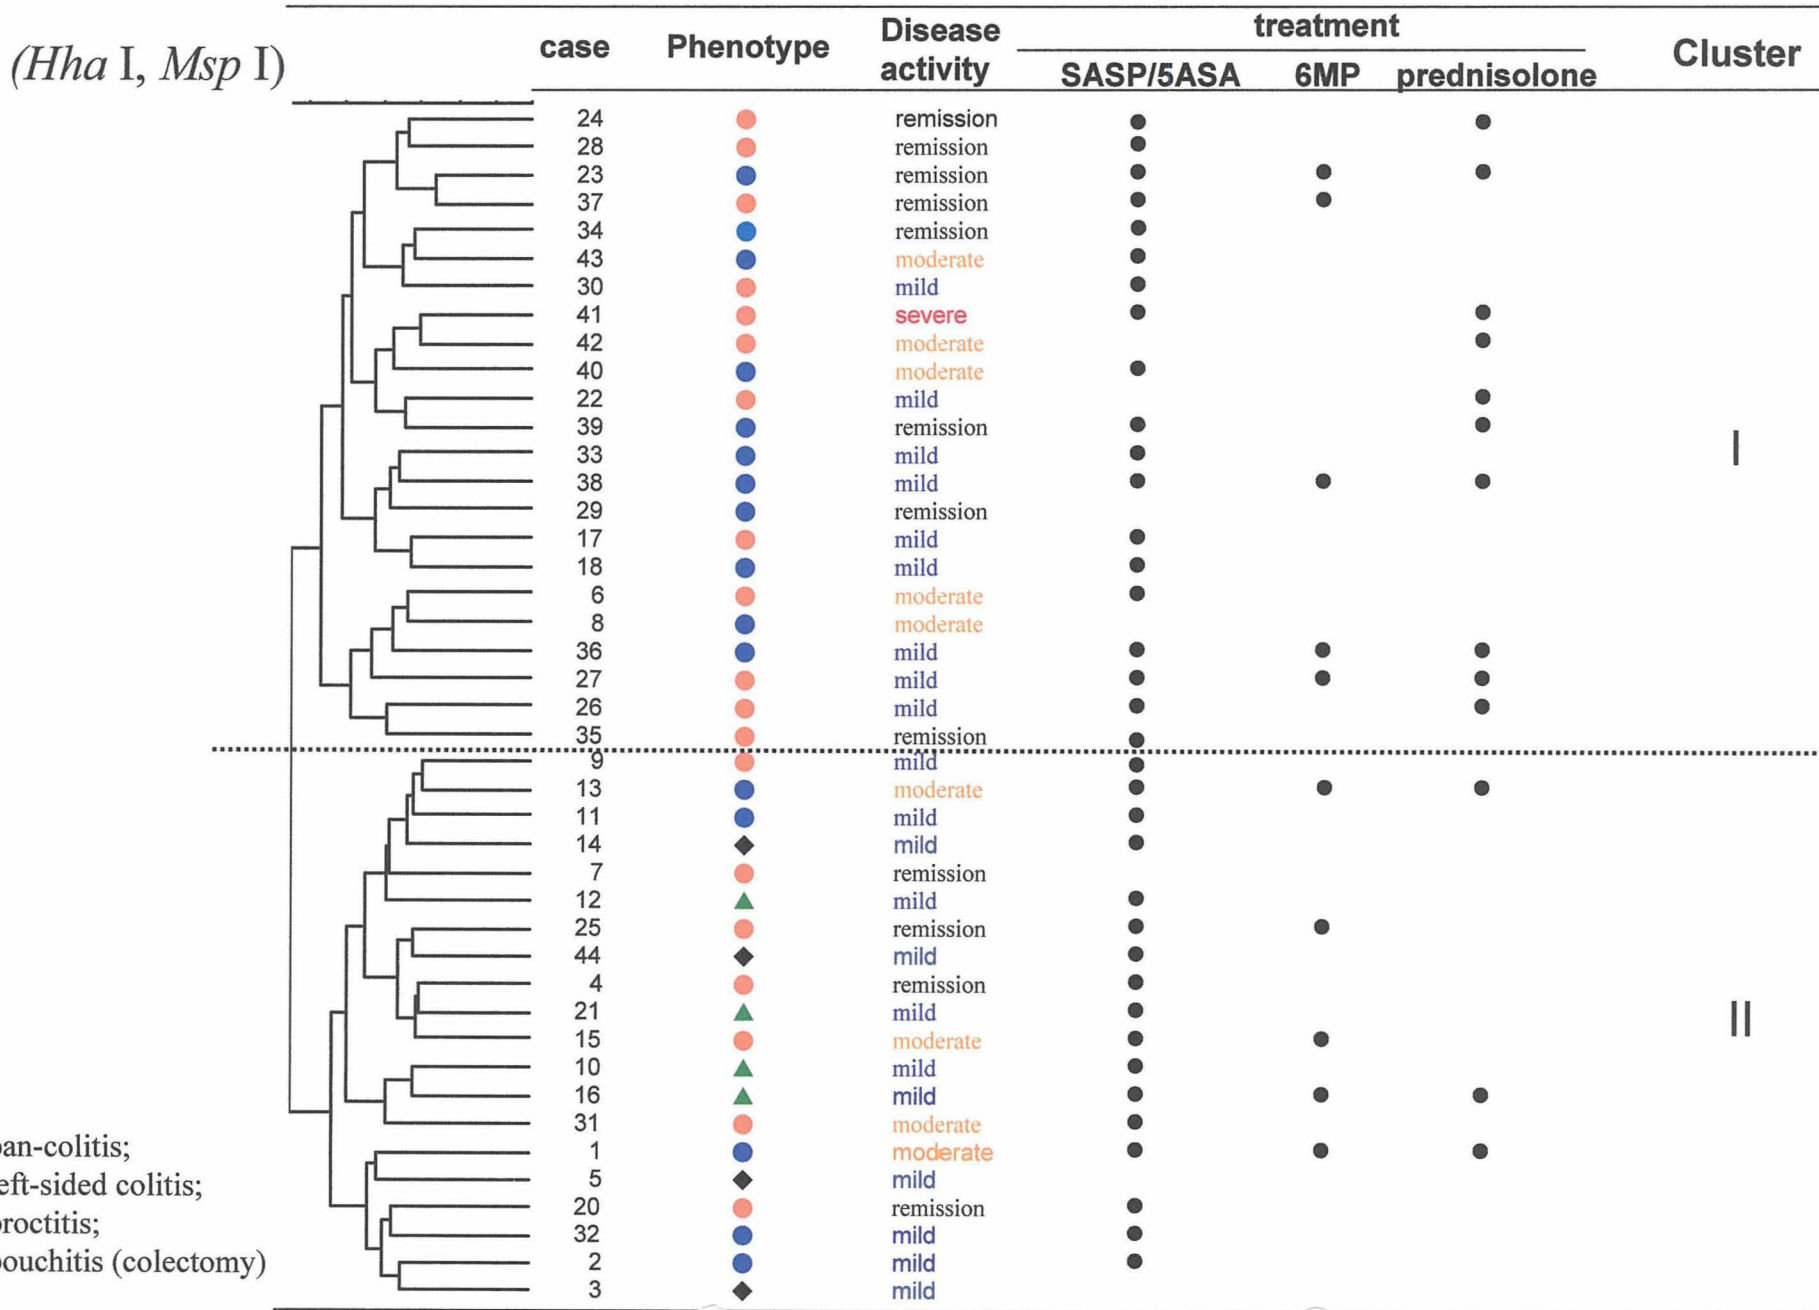 (Hha I, Msp I)
case Phenotype Disease activity treatment Cluster
SASP/5ASA 6MP prednisolone
24 remission
28 remission
23 remission
37 remission
34 remission
43 moderate
30 mild
41 severe
42 moderate
40 moderate
22 mild
39 remission
33 mild
I
38 mild
29 remission
17 mild
18 mild
6 moderate
8 moderate
36 mild
27 mild
26 mild
35 remission
9 mild
13 moderate
11 mild
14 mild
7 remission
12 mild
25 remission
44 mild
4 remission
21 mild
II
15 moderate
10 mild
16 mild
31 moderate
pan-colitis;
1 moderate
left-sided colitis;
5 mild
20 remission
proctitis;
32 mild
pouchitis (colectomy)
2 mild
3 mild